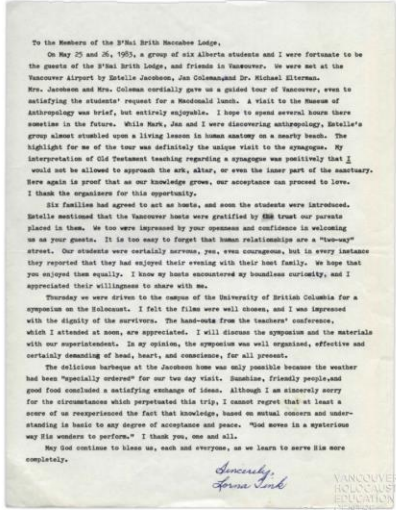 To the Members of the B'Nai Brith Maccabee Lodge,
On May 25 and 26, 1983, a group of six Alberta students and I were fortunate to be
the guests of the B'Nai Brith Lodge, and friends in Vancouver. We were met at the
Vancouver Airport by Estelle Jacobson, Jan Coleman,and Dr. Michael Elterman.
Mrs. Jacobson and Mrs. Coleman cordially gave us a guided tour of Vancouver, even to
satisfying the students' request for a Macdonald lunch. A visit to the Museum of
Anthropology was brief, but entirely enjoyable. I hope to spend several hours there
sometime in the future. While Mark, Jan and I were discovering anthropology, Estelle's
group almost stumbled upon a living lesson in human anatomy on a nearby beach. The
highlight for me of the tour was definitely the unique visit to the synagogue. My
interpretation of Old Testament teaching regarding a synagogue was positively that I
would not be allowed to approach the ark, altar, or even the inner part of the sanctuary.
Here again is proof that as our knowledge grows, our acceptance can proceed to love.
I thank the organizers for this opportunity.
Six families had agreed to act as hosts, and soon the students were introduced.
Estelle mentioned that the Vancouver hosts were gratified by the trust our parents
placed in them. We too were impressed by your openness and confidence in welcoming
us as your guests. It is too easy to forget that human relationships are a "two-way"
street. Our students were certainly nervous, yes, even courageous, but in every instance
they reported that they had enjoyed their evening with their host family. We hope that
you enjoyed them equally. I know my hosts encountered my boundless curiosity, and I
appreciated their willingness to share with me.
Thursday we were driven to the campus of the University of British Columbia for a
symposium on the Holocaust. I felt the films were well chosen, and I was impressed
with the dignity of the survivors. The hand-outs from the teachers' conference,
which I attended at noon, are appreciated. I will discuss the symposium and the materials
with our superintendent. In my opinion, the symposium was well organized, effective and
certainly demanding of head, heart, and conscience, for all present.
The delicious barbeque at the Jacobson home was only possible because the weather
had been "specially ordered" for our two day visit. Sunshine, friendly people,and
good food concluded a satisfying exchange of ideas. Although I am sincerely sorry
for the circumstances which perpetuated this trip, I cannot regret that at least a
score of us reexperienced the fact that knowledge, based on mutual concern and under-
standing is basic to any degree of acceptance and peace. "God moves in a mysterious
way His wonders to perform." I thank you, one and all.
May God continue to bless us, each and everyone, as we learn to serve Him more
completely.
Sincerely,
Lorna
VANCOUVER
HOLOCAUST
EDUCATION